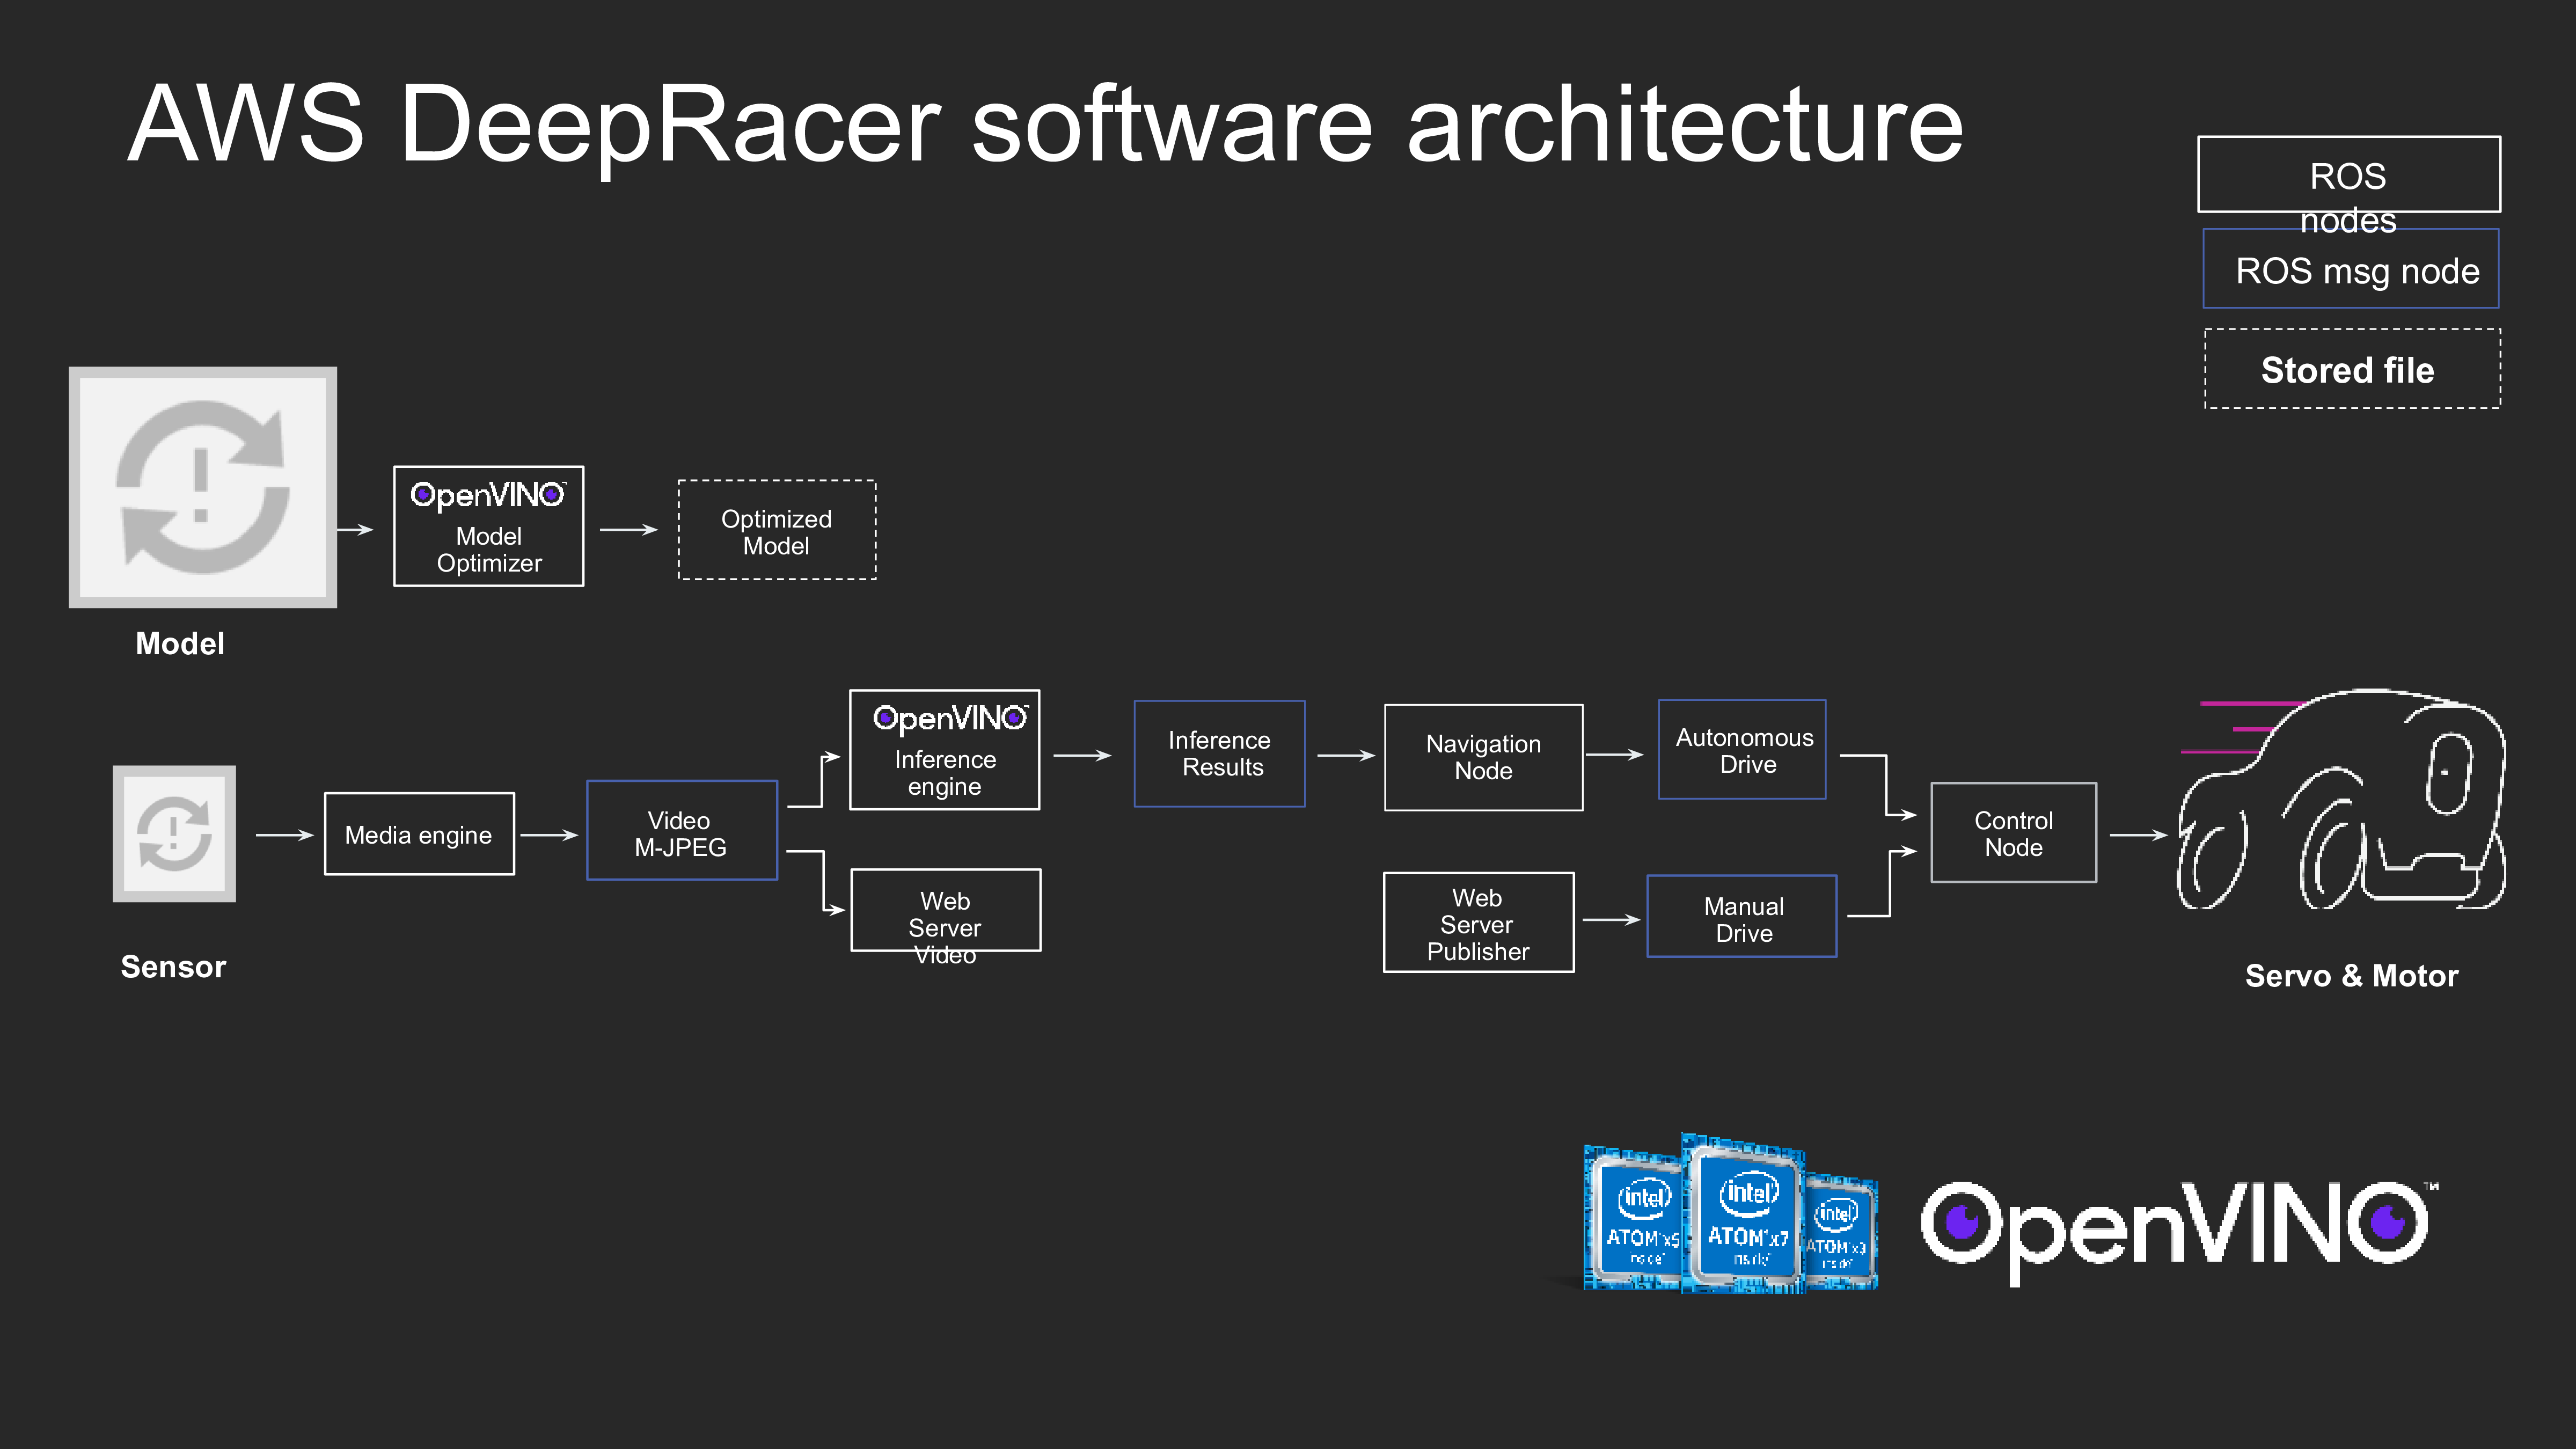 AWS DeepRacer software architecture
ROS
nodes
ROS msg node
Stored file
OpenVINO™
Model
Optimizer
Optimized
Model
Model
OpenVINO™
Inference
engine
Inference
Results
Navigation
Node
Autonomous
Drive
Media engine
Video
M-JPEG
Control
Node
Web
Server
Video
Web
Server
Publisher
Manual
Drive
Sensor
Servo & Motor
intel
ATOM x5
inside
intel
ATOM x7
inside
intel
ATOM x3
inside
OpenVINO™